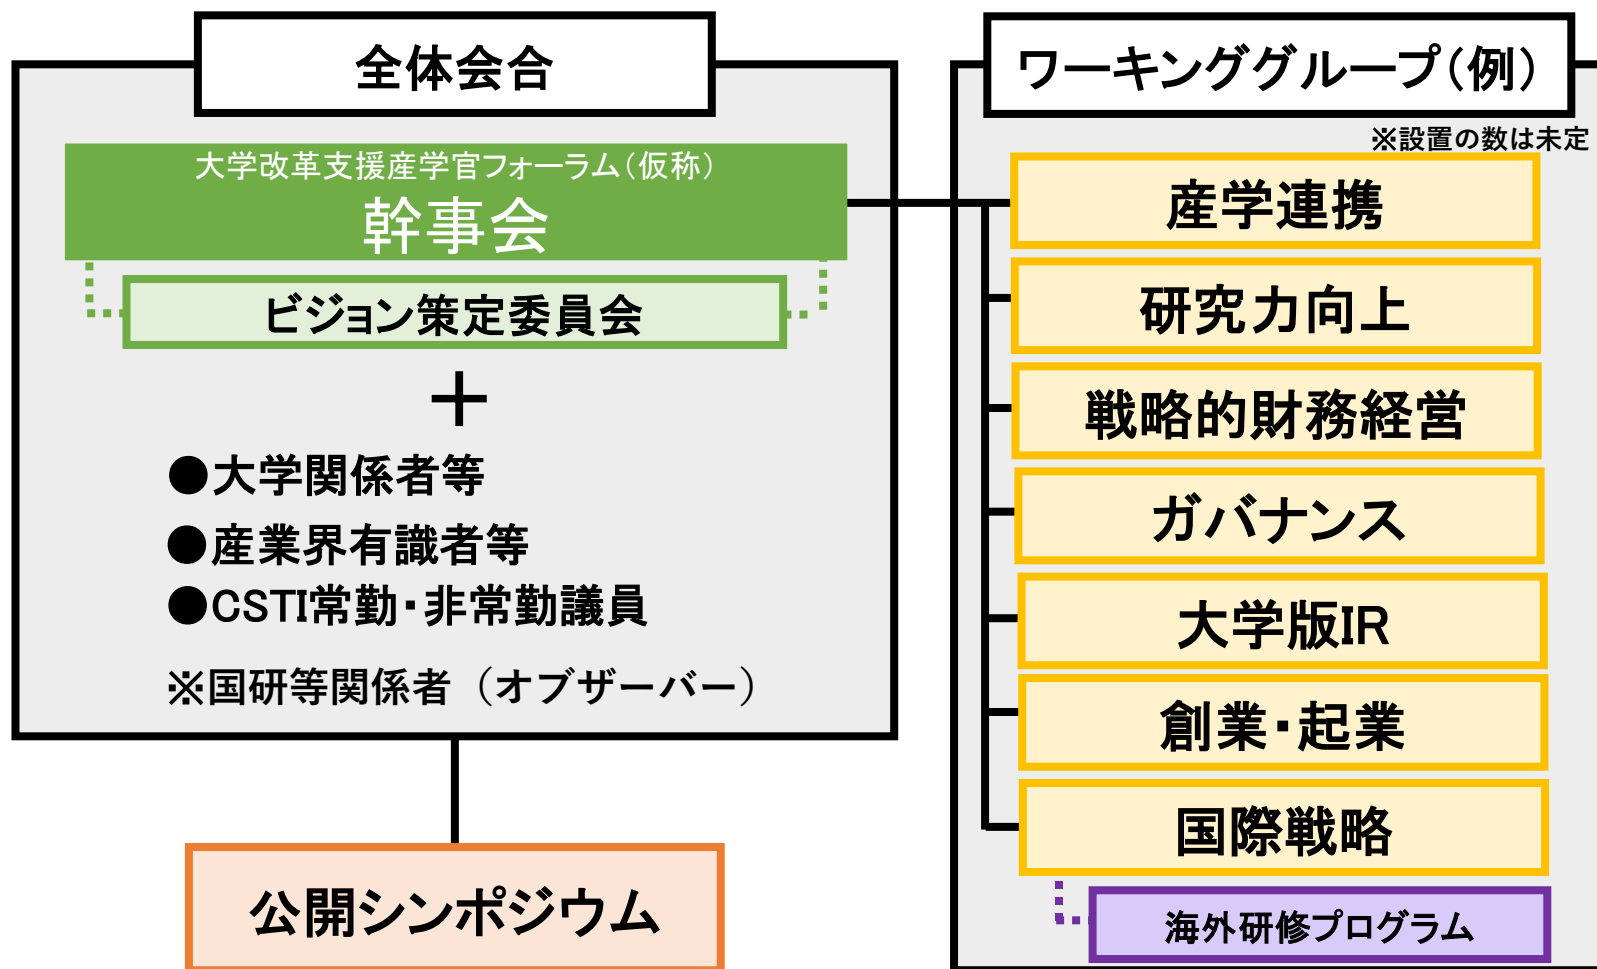 全体会合
大学改革支援産学官フォーラム(仮称)
幹事会
ビジョン策定委員会
＋
●大学関係者等
●産業界有識者等
●CSTI常勤・非常勤議員
※国研等関係者（オブザーバー）
公開シンポジウム
ワーキンググループ(例)
※設置の数は未定
産学連携
研究力向上
戦略的財務経営
ガバナンス
大学版IR
創業・起業
国際戦略
海外研修プログラム